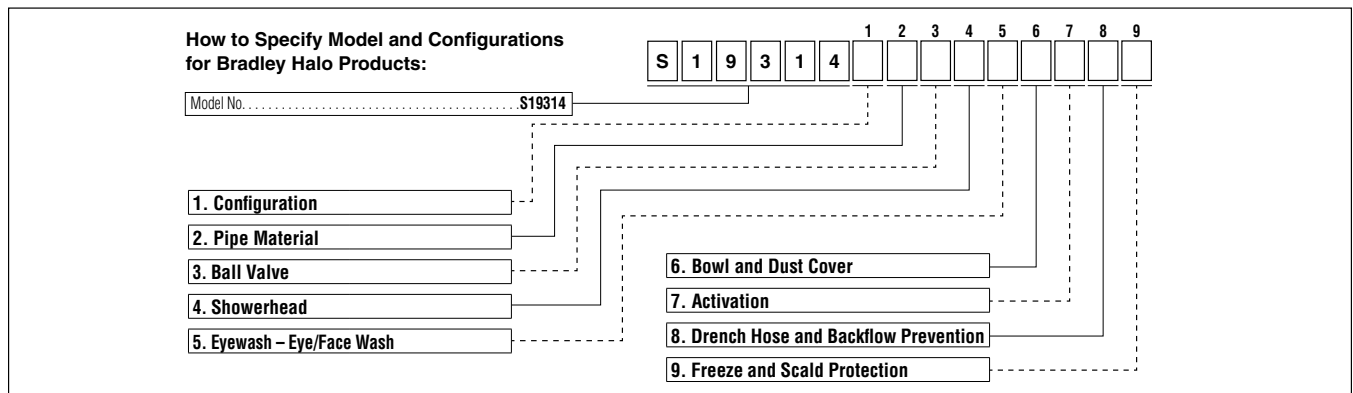 How to Specify Model and Configurations
for Bradley Halo Products:
1 2 3 4 5 6 7 8 9
S 1 9 3 1 4
Model No. . . . . . . . . . . . . . . . . . . . . . . . . . . . . . . . . . . . . . . .S19314
1. Configuration
2. Pipe Material
3. Ball Valve
4. Showerhead
5. Eyewash – Eye/Face Wash
6. Bowl and Dust Cover
7. Activation
8. Drench Hose and Backflow Prevention
9. Freeze and Scald Protection